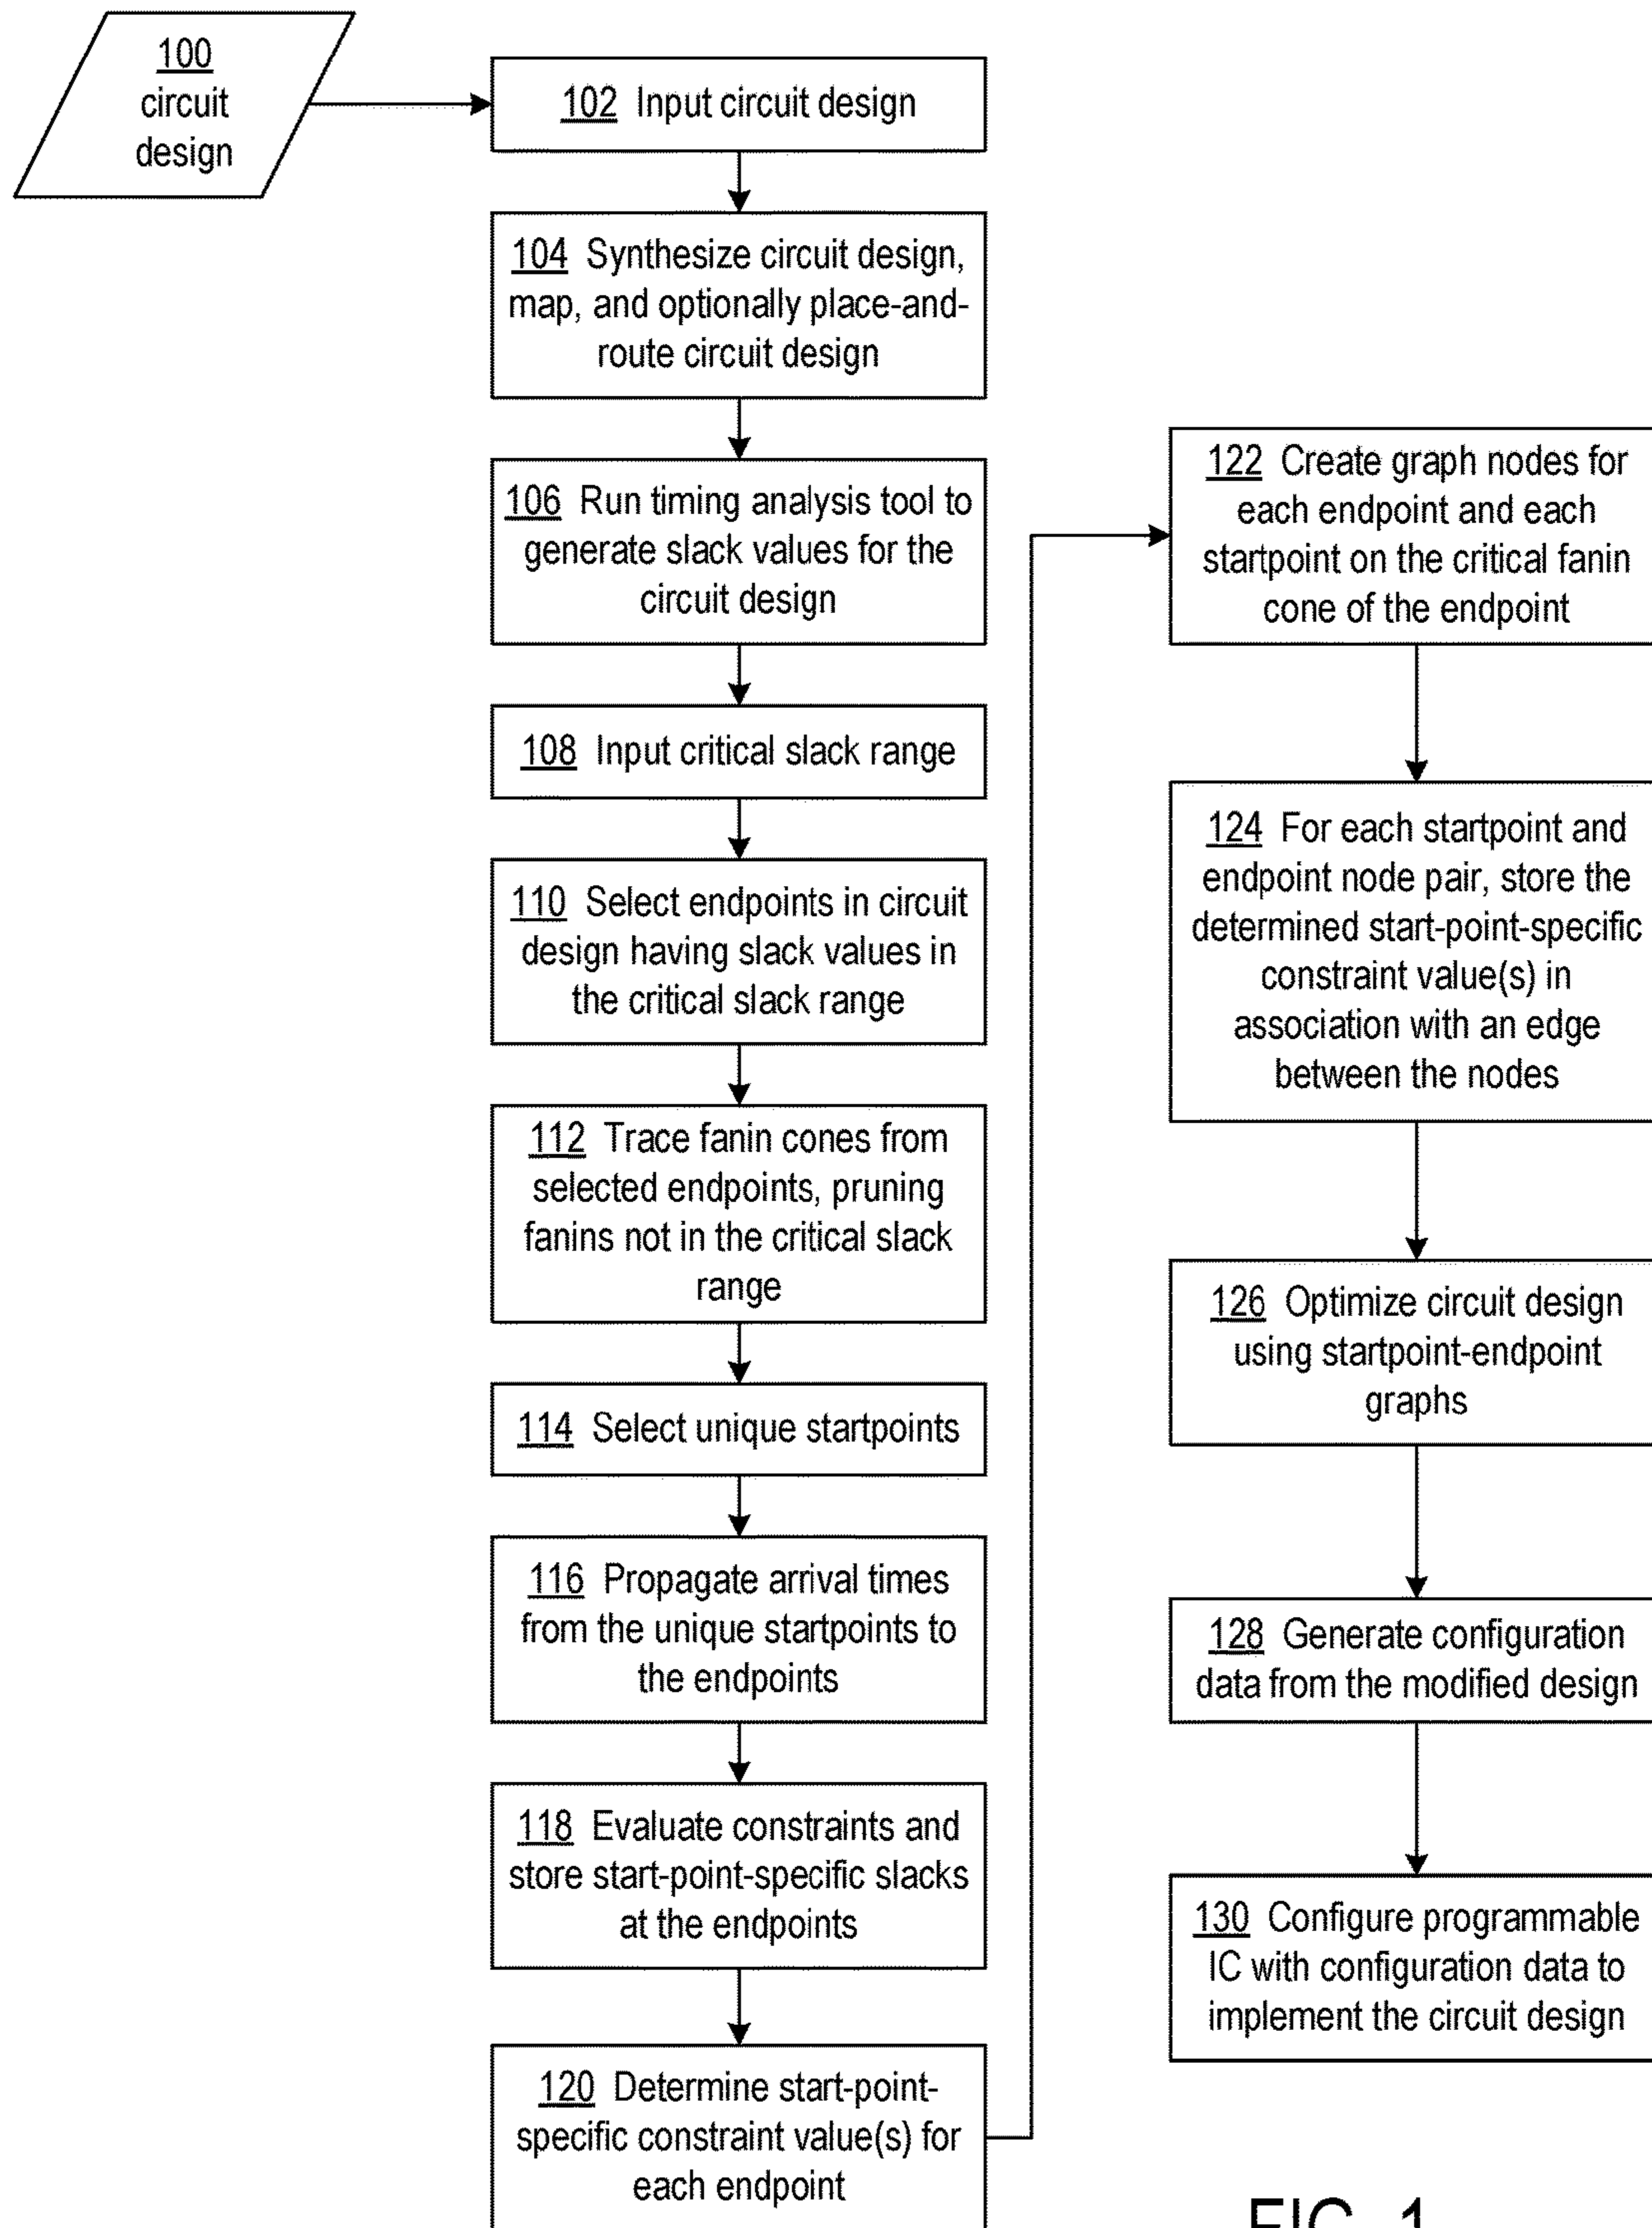 100
circuit
design
102 Input circuit design
104 Synthesize circuit design,
map, and optionally place-and-
route circuit design
106 Run timing analysis tool to
generate slack values for the
circuit design
108 Input critical slack range
110 Select endpoints in circuit
design having slack values in
the critical slack range
112 Trace fanin cones from
selected endpoints, pruning
fanins not in the critical slack
range
114 Select unique startpoints
116 Propagate arrival times
from the unique startpoints to
the endpoints
118 Evaluate constraints and
store start-point-specific slacks
at the endpoints
120 Determine start-point-
specific constraint value(s) for
each endpoint
122 Create graph nodes for
each endpoint and each
startpoint on the critical fanin
cone of the endpoint
124 For each startpoint and
endpoint node pair, store the
determined start-point-specific
constraint value(s) in
association with an edge
between the nodes
126 Optimize circuit design
using startpoint-endpoint
graphs
128 Generate configuration
data from the modified design
130 Configure programmable
IC with configuration data to
implement the circuit design
FIG. 1